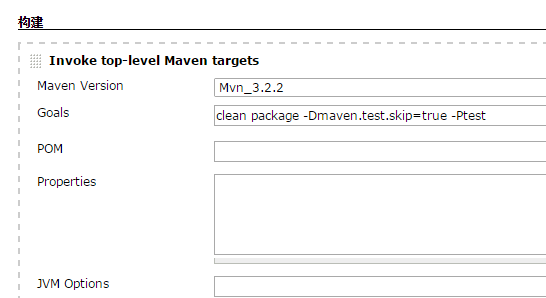 构建
Invoke top-level Maven targets
Maven Version Mvn_3.2.2
Goals clean package -Dmaven.test.skip=true -Ptest
POM
Properties
JVM Options